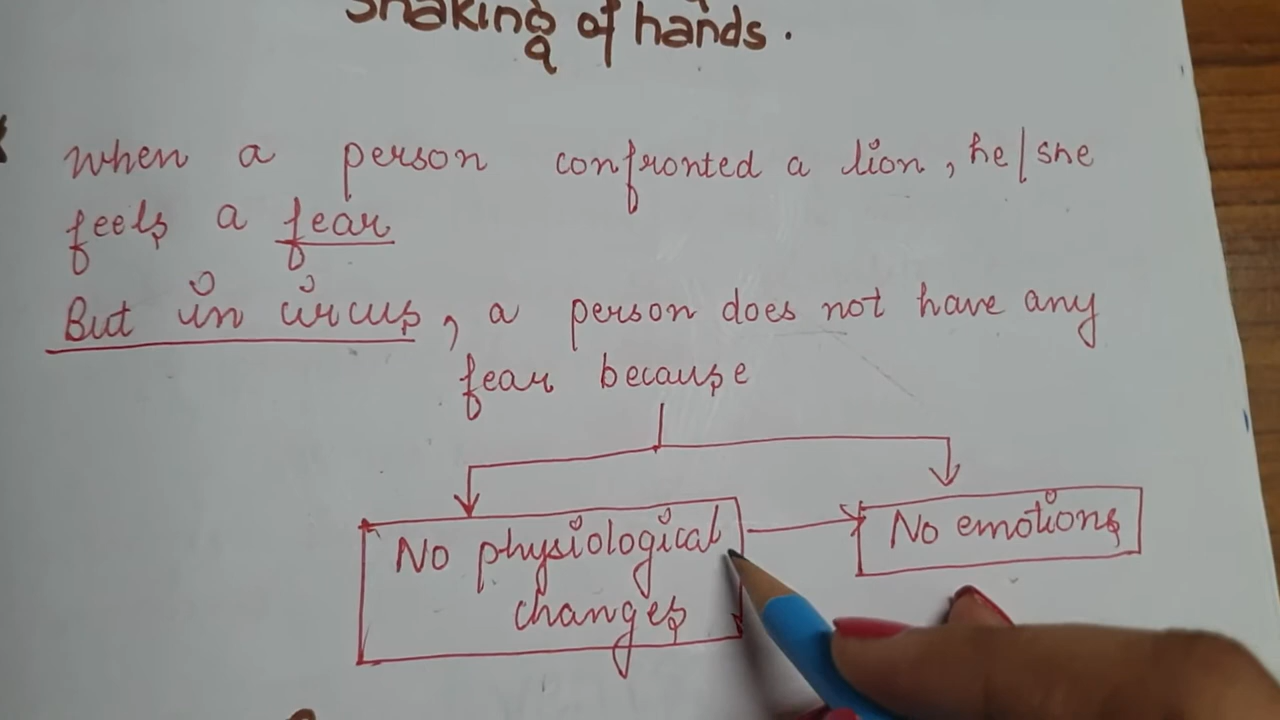 Shaking of hands.
When a person confronted a lion, he/she
feels a fear
But in circus, a person does not have any
fear because
No physiological
changes
No emotions